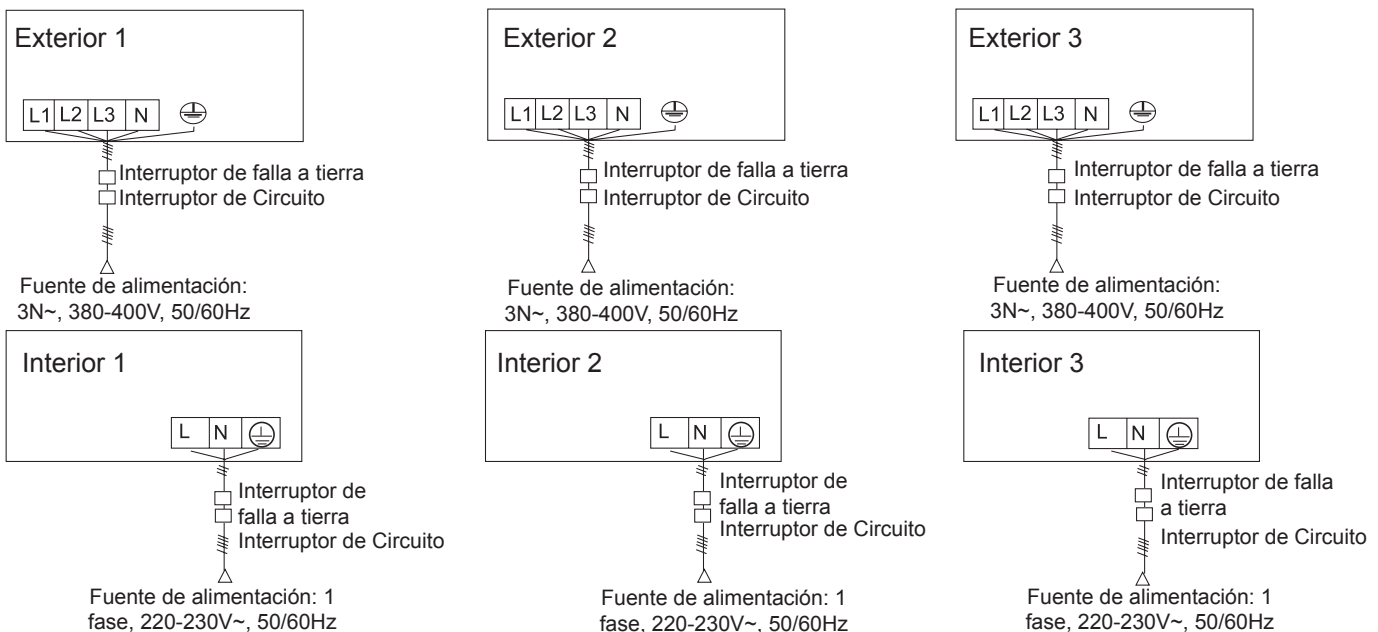 Exterior 1
L1 L2 L3 N
Interruptor de falla a tierra
Interruptor de Circuito
Fuente de alimentación:
3N~, 380-400V, 50/60Hz
Exterior 2
L1 L2 L3 N
Interruptor de falla a tierra
Interruptor de Circuito
Fuente de alimentación:
3N~, 380-400V, 50/60Hz
Exterior 3
L1 L2 L3 N
Interruptor de falla a tierra
Interruptor de Circuito
Fuente de alimentación:
3N~, 380-400V, 50/60Hz
Interior 1
L N
Interruptor de
falla a tierra
Interruptor de Circuito
Fuente de alimentación: 1
fase, 220-230V~, 50/60Hz
Interior 2
L N
Interruptor de
falla a tierra
Interruptor de Circuito
Fuente de alimentación: 1
fase, 220-230V~, 50/60Hz
Interior 3
L N
Interruptor de falla
a tierra
Interruptor de Circuito
Fuente de alimentación: 1
fase, 220-230V~, 50/60Hz